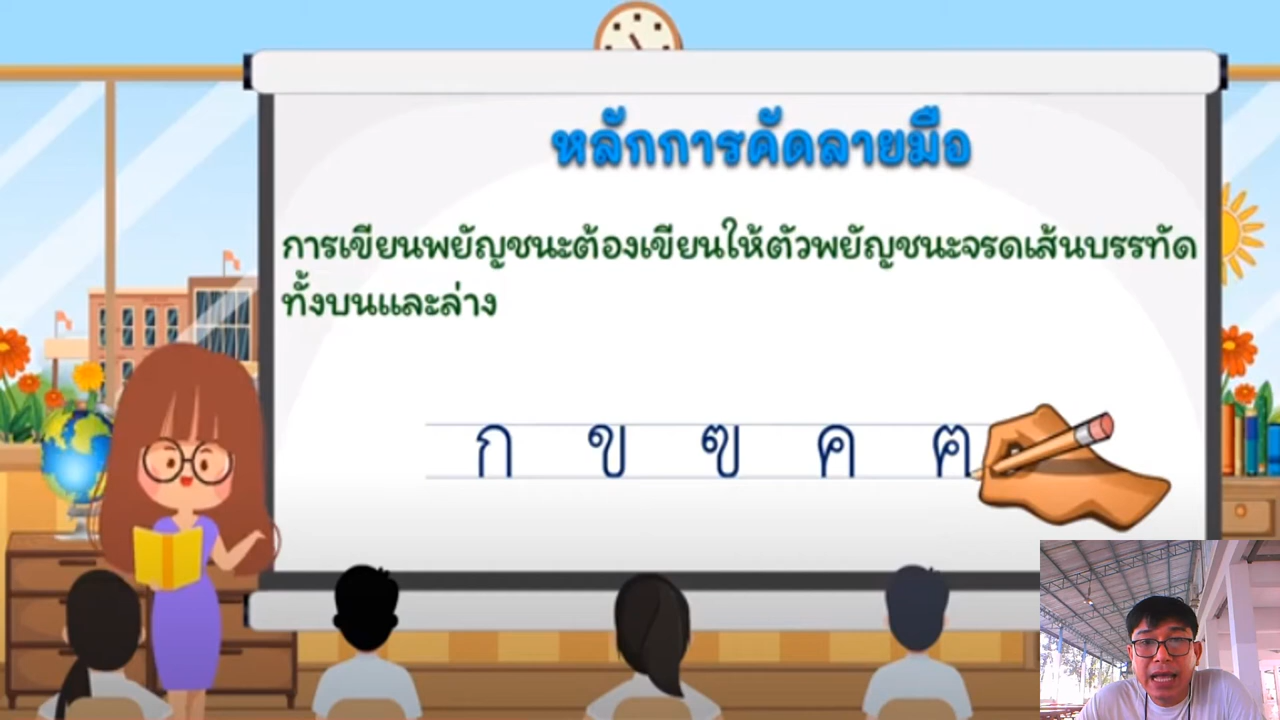 หลักการคัดลายมือ
การเขียนพยัญชนะต้องเขียนให้ตัวพยัญชนะจรดเส้นบรรทัด
ทั้งบนและล่าง
ก ข ฃ ค ฅ